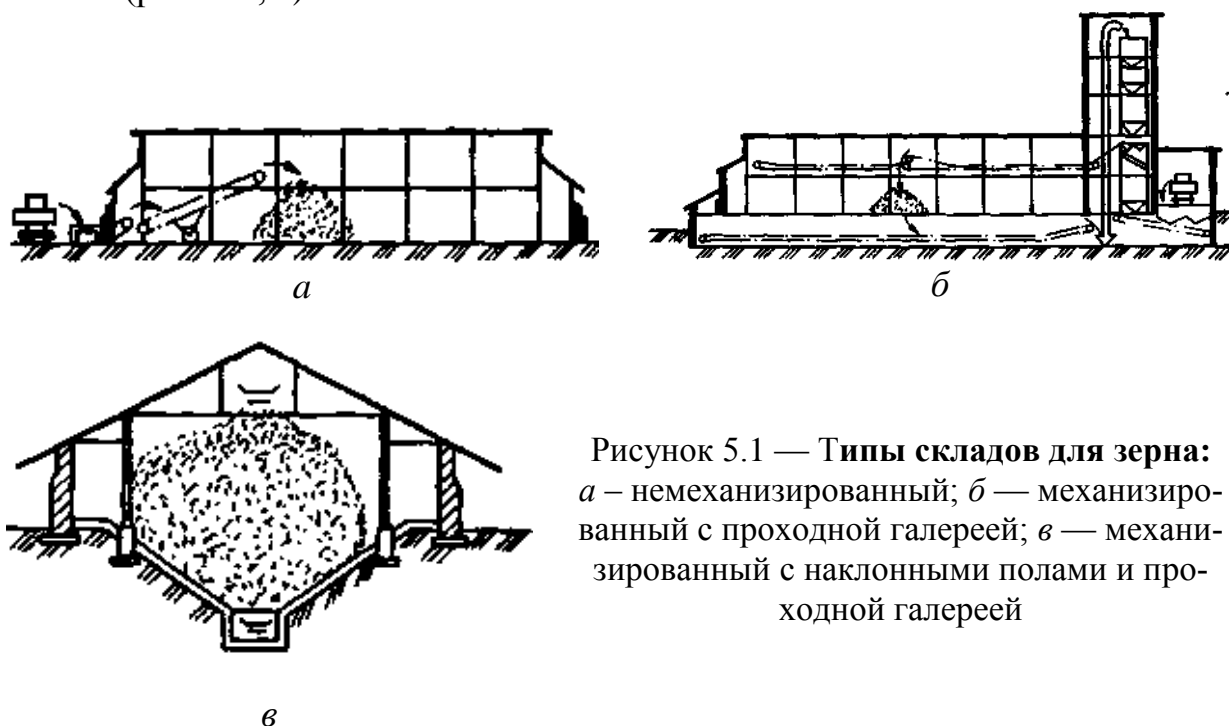 а
б
Рисунок 5.1 — Типы складов для зерна:
а – немеханизированный; б — механизиро-
ванный с проходной галереей; в — механи-
зированный с наклонными полами и про-
ходной галереей
в